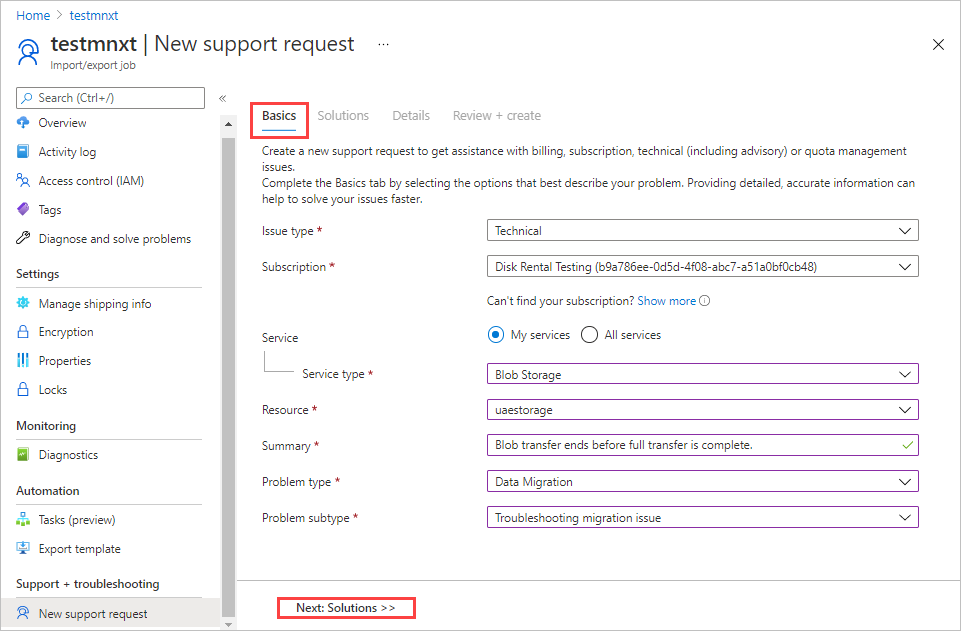 Home > testmnxt
testmnxt | New support request ...
Import/export job
Search (Ctrl+/)
«
Overview
Activity log
Access control (IAM)
Tags
Diagnose and solve problems
Settings
Manage shipping info
Encryption
Properties
Locks
Monitoring
Diagnostics
Automation
Tasks (preview)
Export template
Support + troubleshooting
New support request
Basics Solutions Details Review + create
Create a new support request to get assistance with billing, subscription, technical (including advisory) or quota management
issues.
Complete the Basics tab by selecting the options that best describe your problem. Providing detailed, accurate information can
help to solve your issues faster.
Issue type * Technical
Subscription * Disk Rental Testing (b9a786ee-0d5d-4f08-abc7-a51a0bf0cb48)
Can't find your subscription? Show more
Service My services All services
Service type * Blob Storage
Resource * uaestorage
Summary * Blob transfer ends before full transfer is complete.
Problem type * Data Migration
Problem subtype * Troubleshooting migration issue
Next: Solutions >>